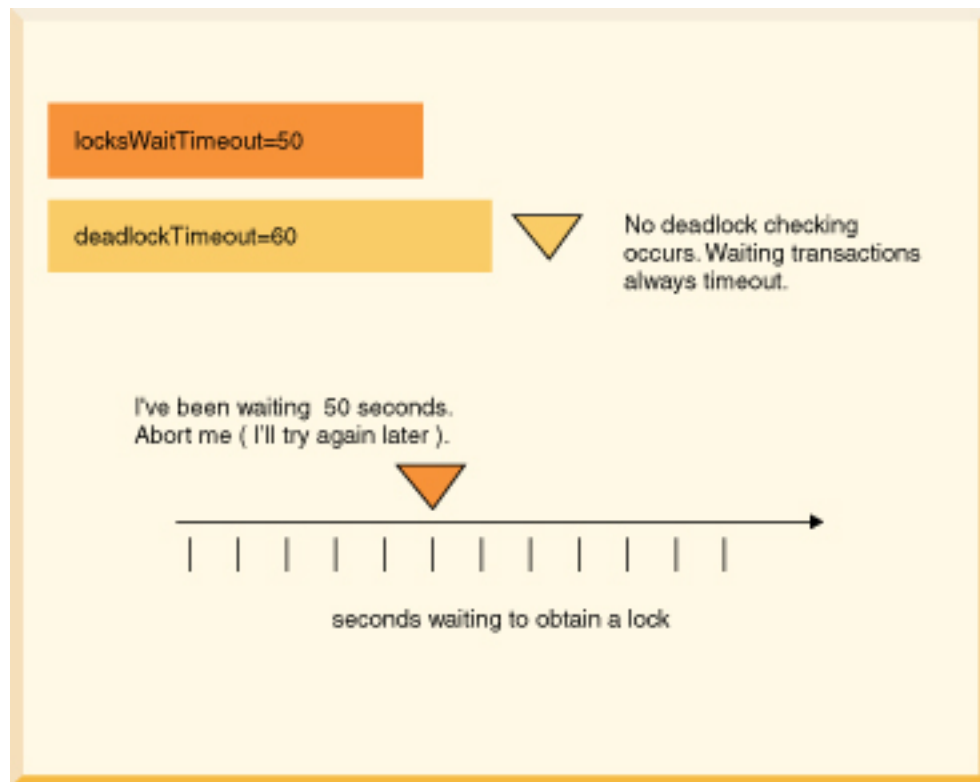 locksWaitTimeout=50
deadlockTimeout=60
No deadlock checking
occurs. Waiting transactions
always timeout.
I've been waiting  50 seconds.
Abort me ( I'll try again later ).
seconds waiting to obtain a lock